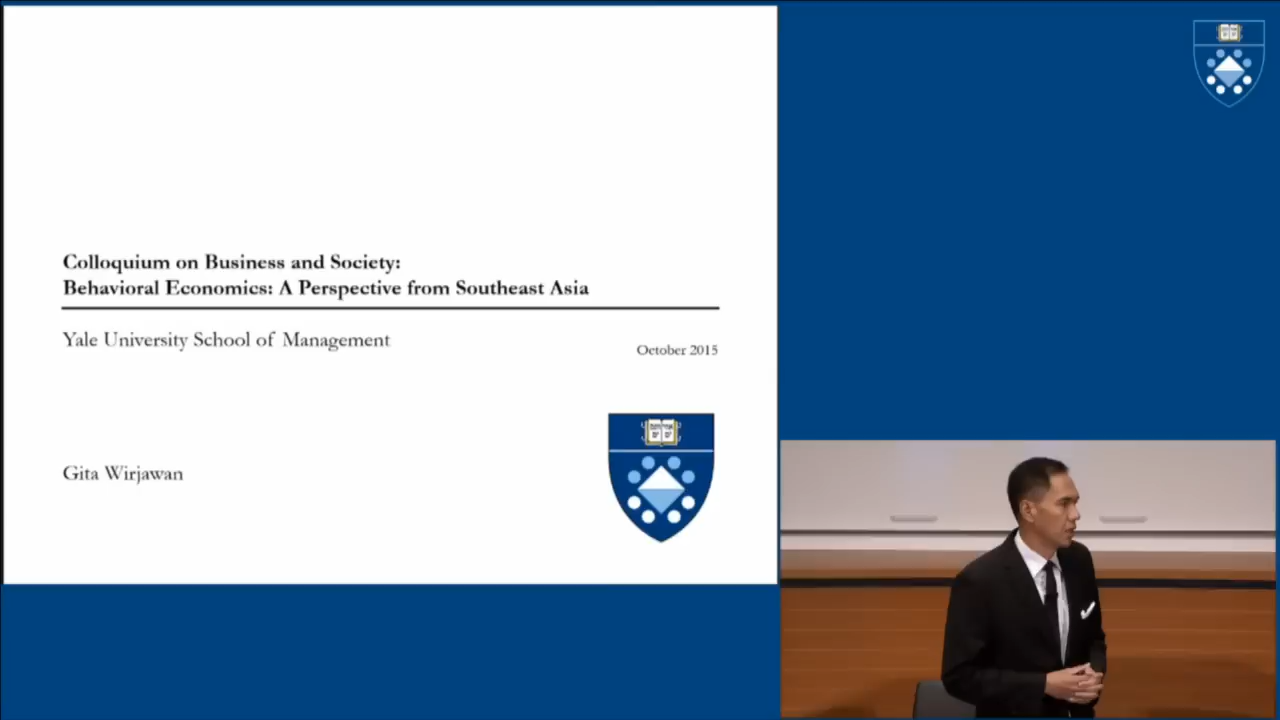 Colloquium on Business and Society:
Behavioral Economics: A Perspective from Southeast Asia
Yale University School of Management
October 2015
Gita Wirjawan